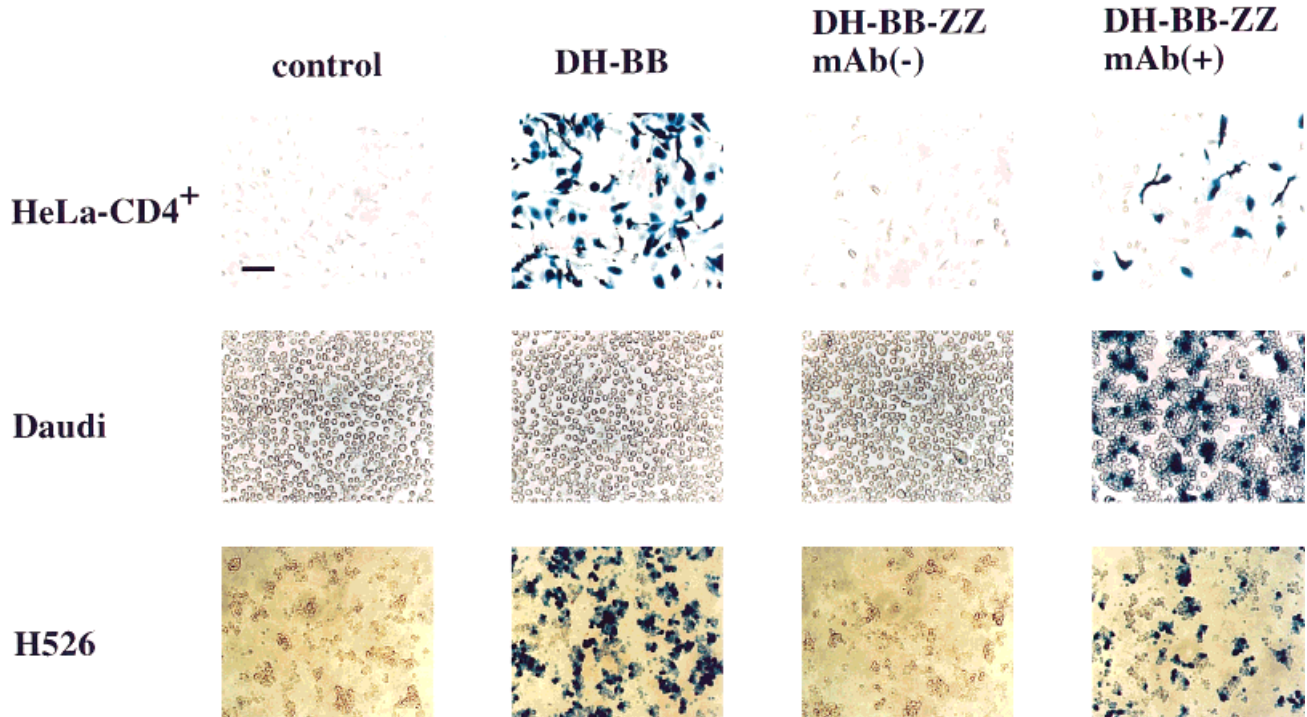 control
DH-BB
DH-BB-ZZ
mAb(-)
DH-BB-ZZ
mAb(+)
HeLa-CD4⁺
Daudi
H526